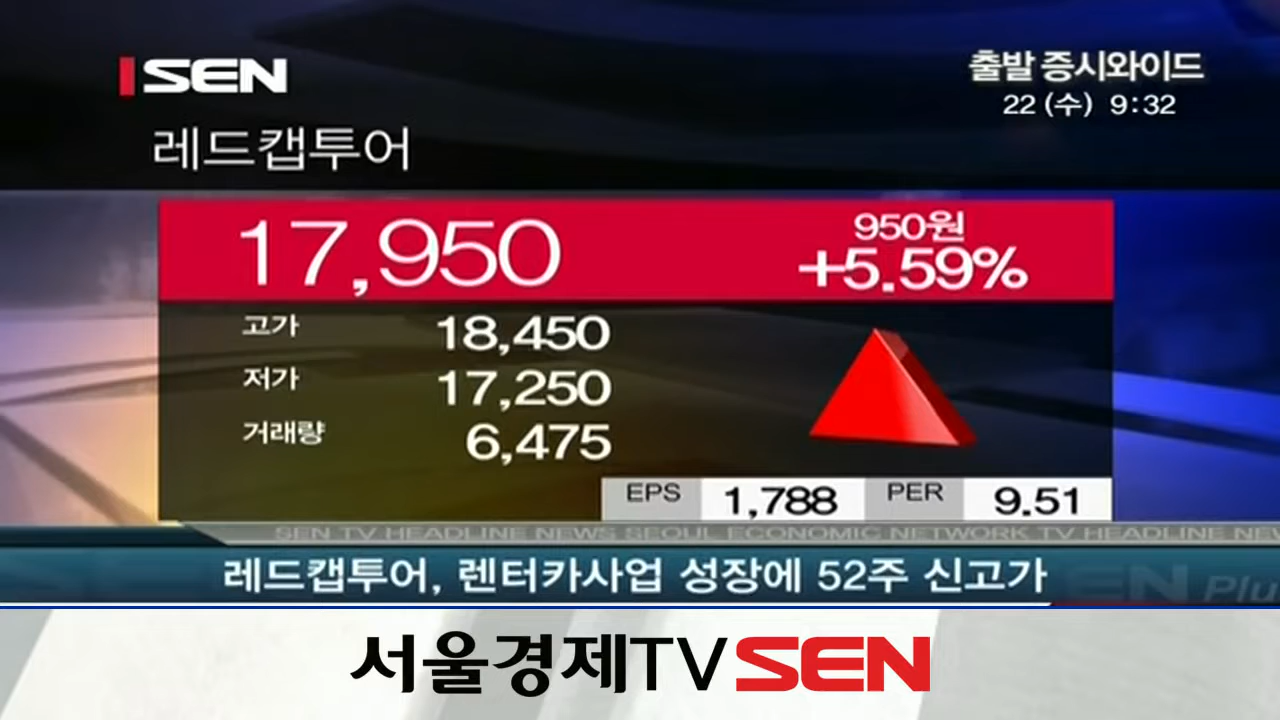 SEN
출발 증시와이드
22 (수) 9:32
레드캡투어
17,950
950원
+5.59%
고가 18,450
저가 17,250
거래량 6,475
EPS 1,788 PER 9.51
SEN TV HEADLINE NEWS SEOUL ECONOMIC NETWORK TV HEADLINE NEW
레드캡투어, 렌터카사업 성장에 52주 신고가
EN Plu
서울경제TV SEN